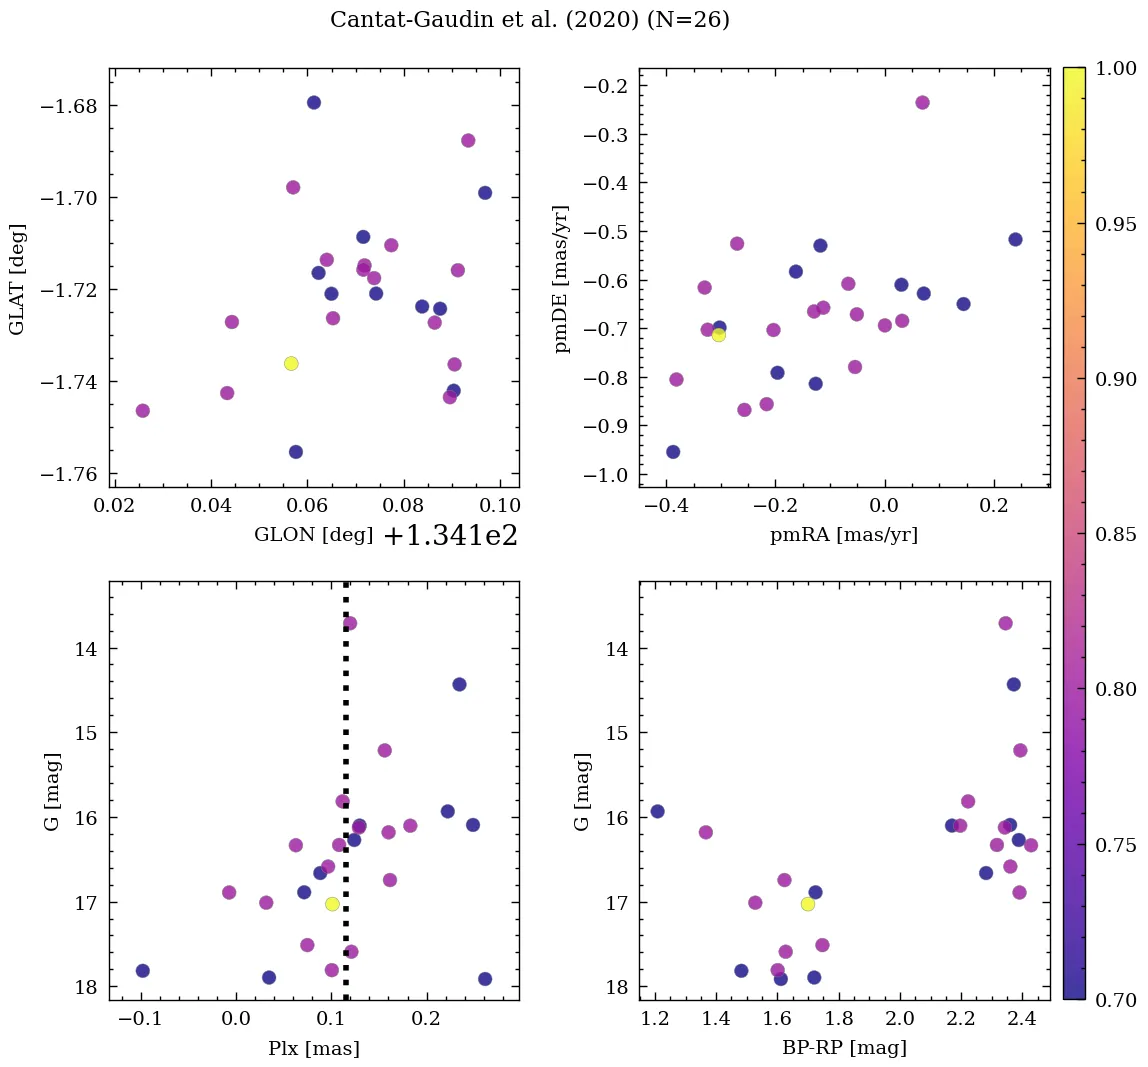 Cantat-Gaudin et al. (2020) (N=26)
−1.68
−1.70
−1.72
−1.74
−1.76
GLAT [deg]
0.02 0.04 0.06 0.08 0.10
GLON [deg] +1.341e2
−0.2
−0.3
−0.4
−0.5
−0.6
−0.7
−0.8
−0.9
−1.0
pmDE [mas/yr]
−0.4 −0.2 0.0 0.2
pmRA [mas/yr]
14
15
16
17
18
G [mag]
−0.1 0.0 0.1 0.2
Plx [mas]
14
15
16
17
18
G [mag]
1.2 1.4 1.6 1.8 2.0 2.2 2.4
BP-RP [mag]
1.00
0.95
0.90
0.85
0.80
0.75
0.70